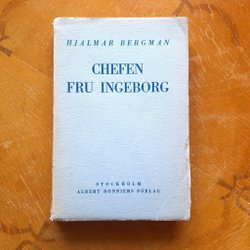 HJALMAR BERGMAN
CHEFEN
FRU INGEBORG
STOCKHOLM
ALBERT BONNIERS FÖRLAG